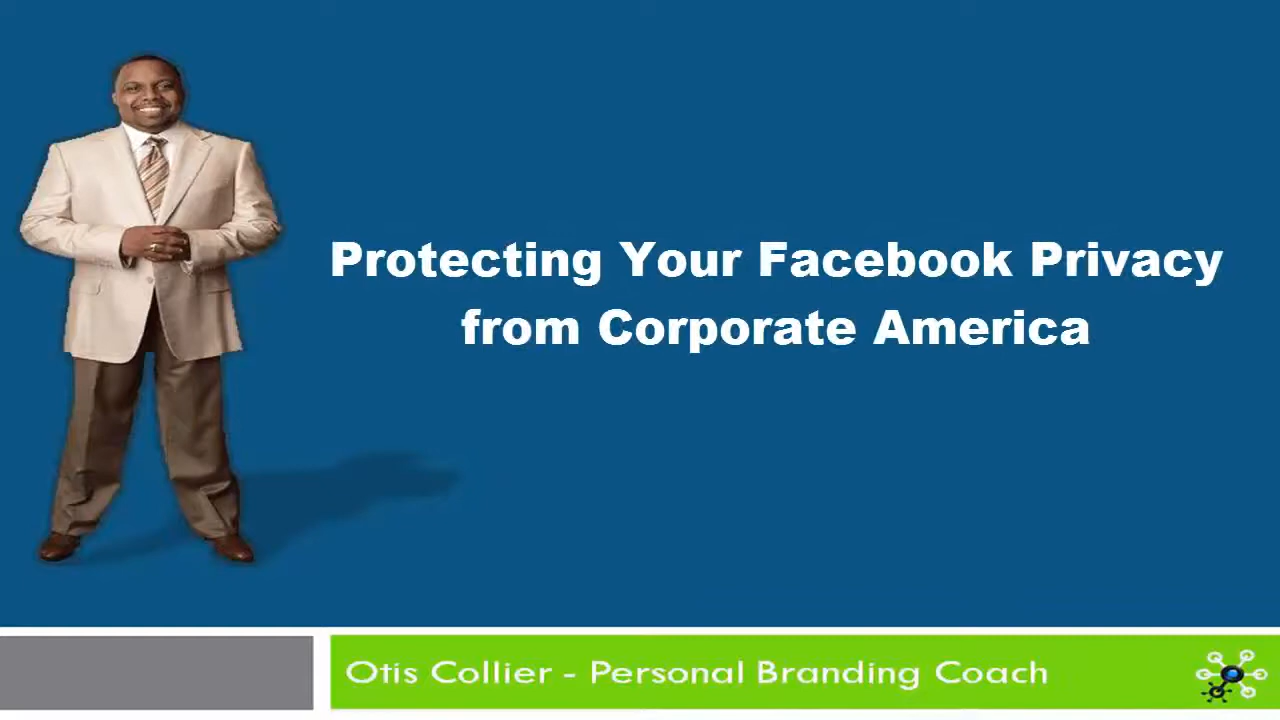 Protecting Your Facebook Privacy
from Corporate America
Otis Collier - Personal Branding Coach